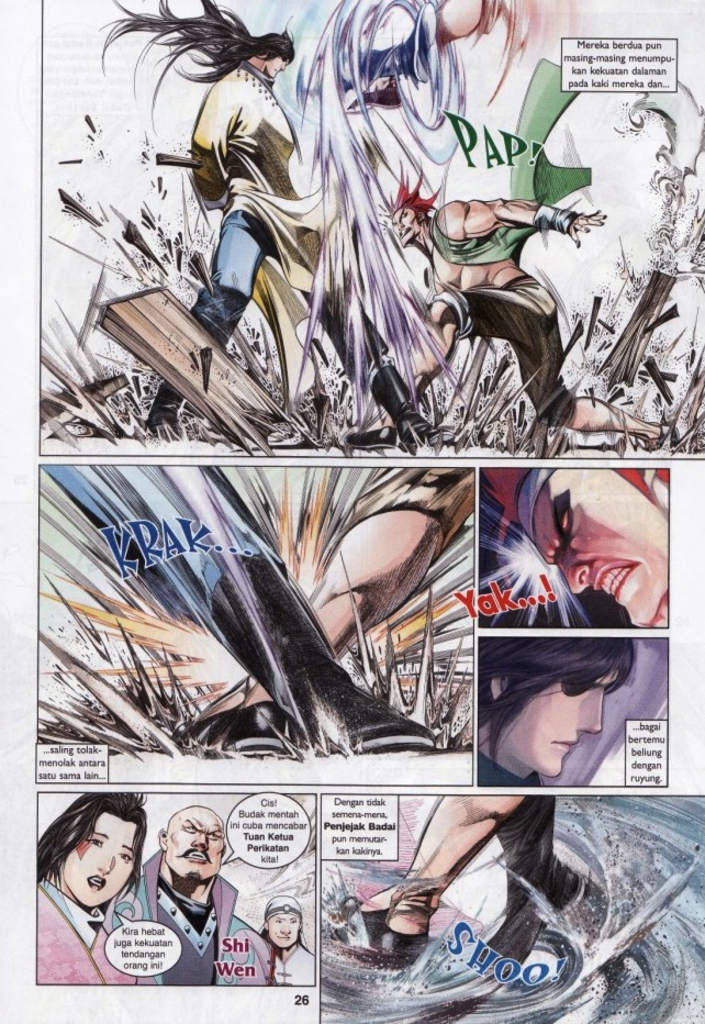 Mereka berdua pun
masing-masing menumpu-
kan kekuatan dalaman
pada kaki mereka dan...
PAP!
KRAK...
Yak...!
...saling tolak-
menolak antara
satu sama lain...
...bagai
bertemu
beliung
dengan
ruyung.
Cis!
Budak mentah
ini cuba mencabar
Tuan Ketua
Perikatan
kita!
Kira hebat
juga kekuatan
tendangan
orang ini!
Shi
Wen
Dengan tidak
semena-mena,
Penjejak Badai
pun memutar-
kan kakinya.
SHOO!
26